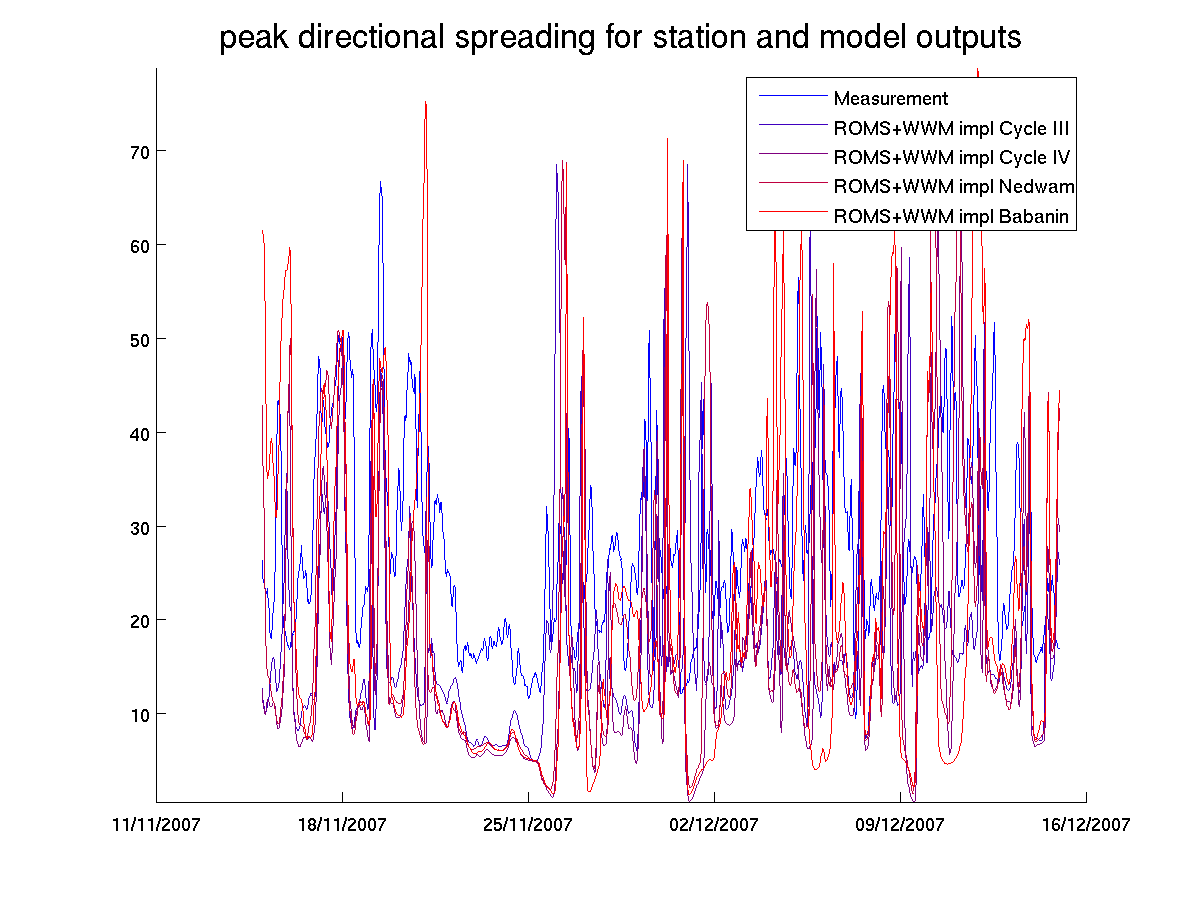 peak directional spreading for station and model outputs
Measurement
ROMS+WWM impl Cycle III
ROMS+WWM impl Cycle IV
ROMS+WWM impl Nedwam
ROMS+WWM impl Babanin
70
60
50
40
30
20
10
11/11/2007 18/11/2007 25/11/2007 02/12/2007 09/12/2007 16/12/2007